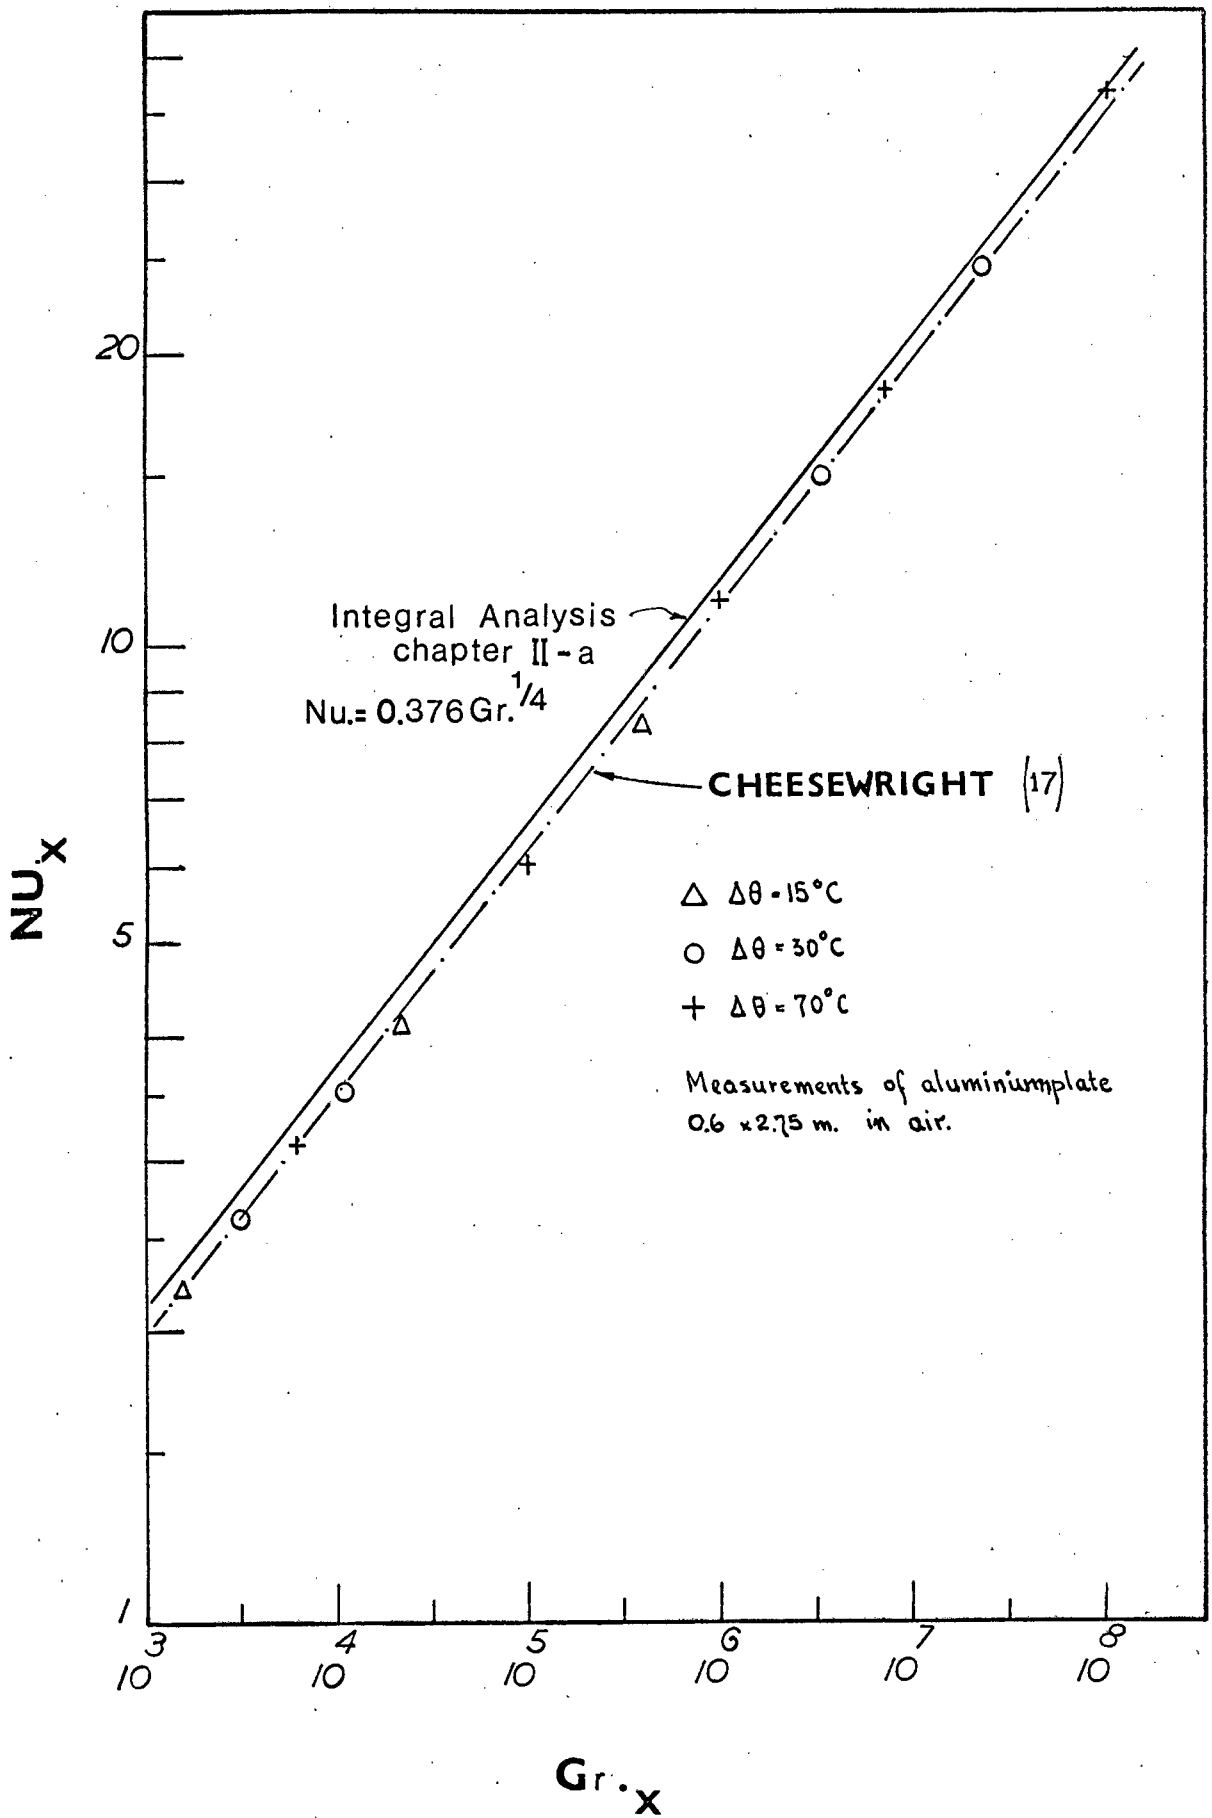 20
10
5
1
NU.x
Integral Analysis
chapter II-a
Nu.= 0.376 Gr.^1/4
CHEESEWRIGHT (17)
△ Δθ = 15°C
○ Δθ = 30°C
+ Δθ = 70°C
Measurements of aluminiumplate
0.6 x 2.75 m. in air.
10^3 10^4 10^5 10^6 10^7 10^8
Gr.x